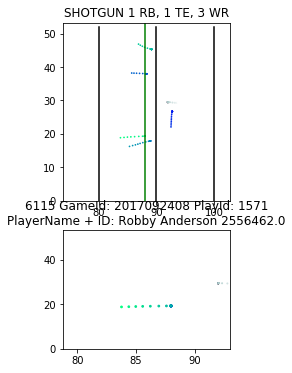 SHOTGUN 1 RB, 1 TE, 3 WR
50
40
30
20
10
0
80 90 100
6115 GameId: 2017092408 PlayId: 1571
PlayerName + ID: Robby Anderson 2556462.0
40
20
0
80 85 90